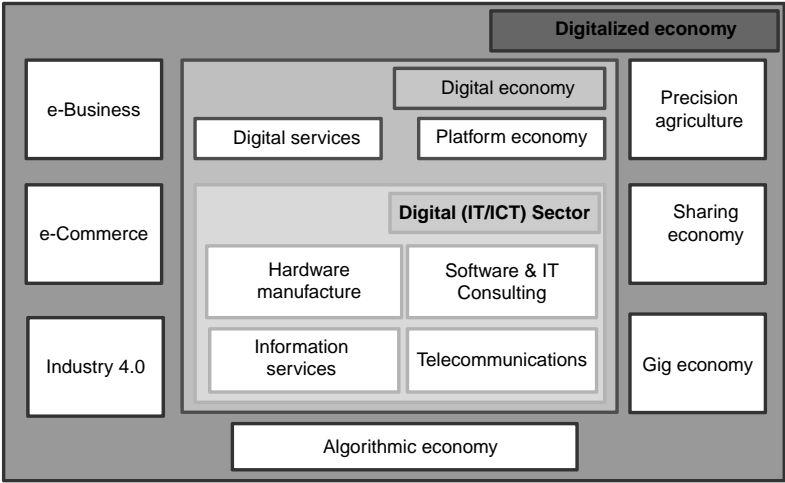 Digitalized economy
e-Business
Digital economy
Precision
agriculture
Digital services
Platform economy
e-Commerce
Digital (IT/ICT) Sector
Sharing
economy
Hardware
manufacture
Software & IT
Consulting
Industry 4.0
Information
services
Telecommunications
Gig economy
Algorithmic economy